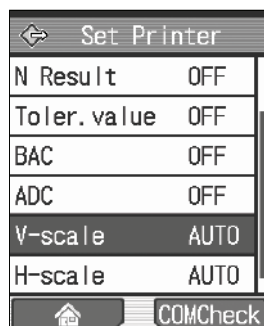 Set Printer
N Result OFF
Toler.value OFF
BAC OFF
ADC OFF
V-scale AUTO
H-scale AUTO
COMCheck